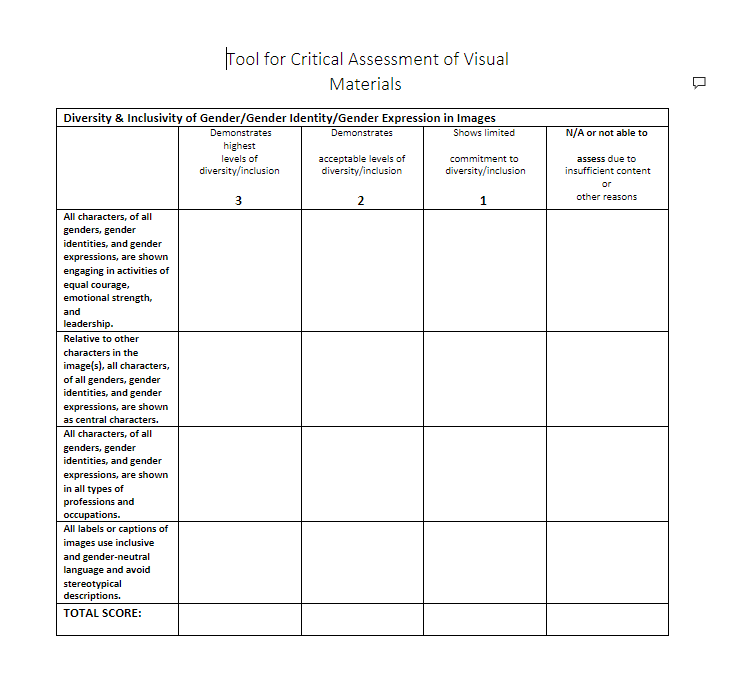 Tool for Critical Assessment of Visual
Materials
Diversity & Inclusivity of Gender/Gender Identity/Gender Expression in Images
Demonstrates
highest
levels of
diversity/inclusion
3
Demonstrates
acceptable levels of
diversity/inclusion
2
Shows limited
commitment to
diversity/inclusion
1
N/A or not able to
assess due to
insufficient content
or
other reasons
All characters, of all
genders, gender
identities, and gender
expressions, are shown
engaging in activities of
equal courage,
emotional strength,
and
leadership.
Relative to other
characters in the
image(s), all characters,
of all genders, gender
identities, and gender
expressions, are shown
as central characters.
All characters, of all
genders, gender
identities, and gender
expressions, are shown
in all types of
professions and
occupations.
All labels or captions of
images use inclusive
and gender-neutral
language and avoid
stereotypical
descriptions.
TOTAL SCORE: